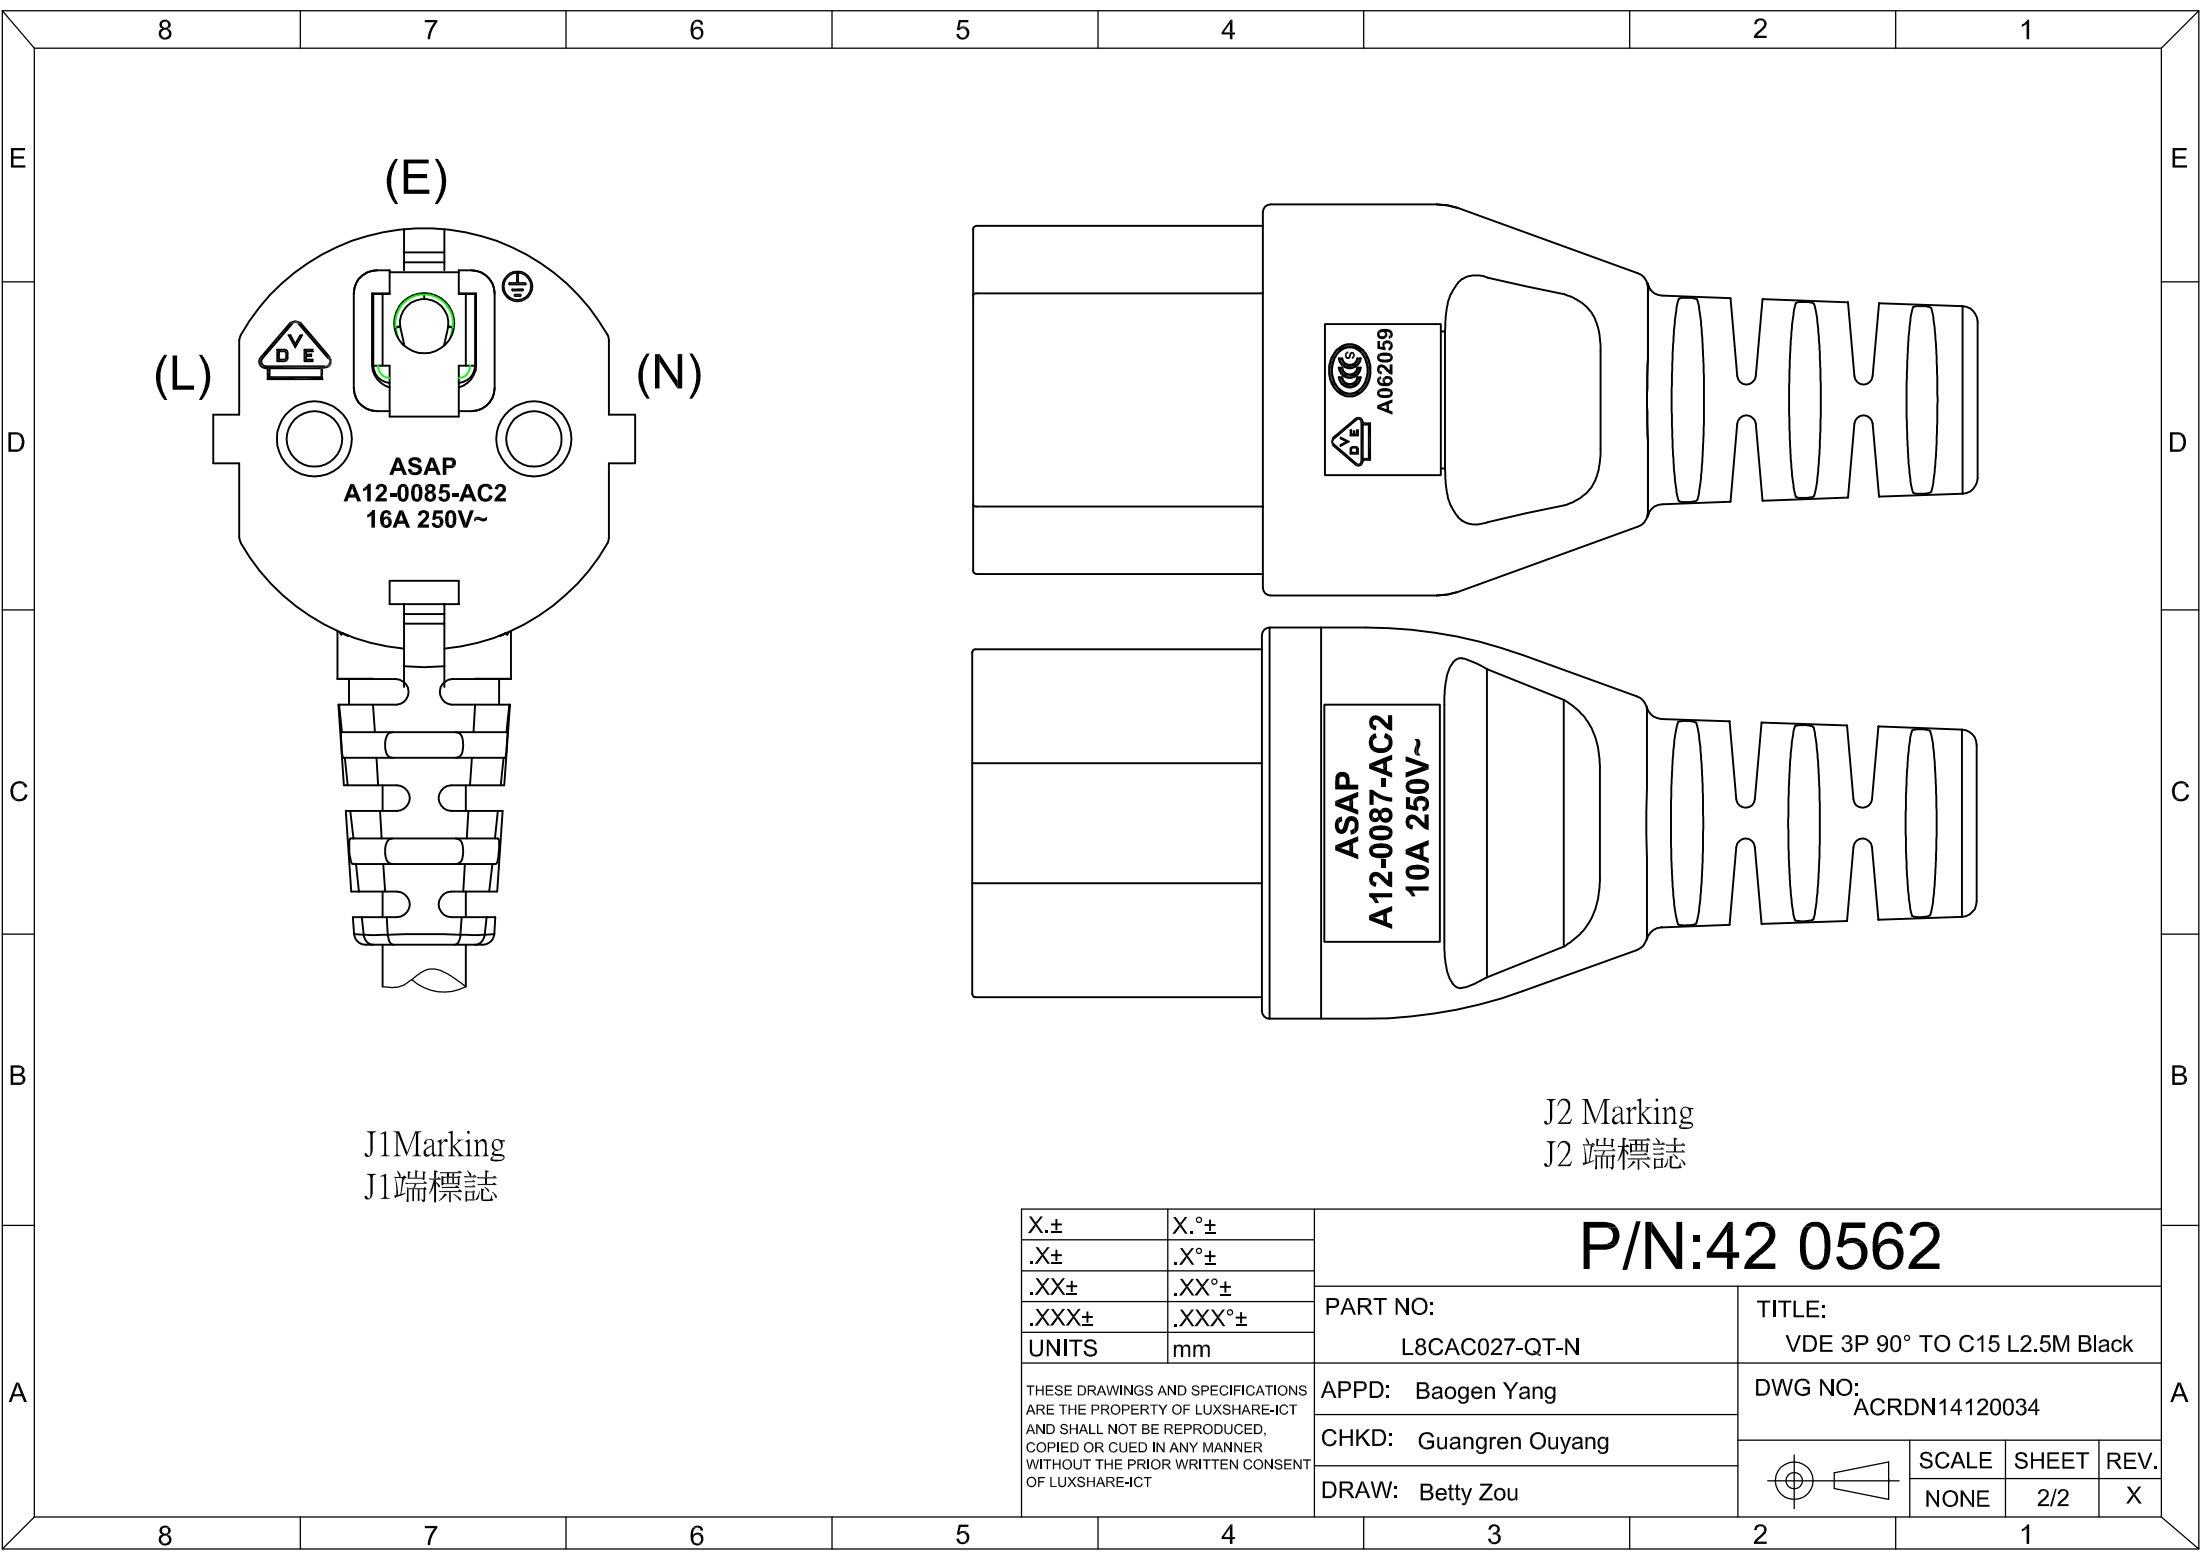 8 7 6 5 4 2 1
E
D
C
B
A
E
D
C
B
A
(E)
(L)
(N)
V
D E
ASAP
A12-0085-AC2
16A 250V~
S
CCC
A062059
V
D E
ASAP
A12-0087-AC2
10A 250V~
J1Marking
J1端標誌
J2 Marking
J2 端標誌
X.± X.°±
.X± .X°±
.XX± .XX°±
.XXX± .XXX°±
UNITS mm
THESE DRAWINGS AND SPECIFICATIONS
ARE THE PROPERTY OF LUXSHARE-ICT
AND SHALL NOT BE REPRODUCED,
COPIED OR CUED IN ANY MANNER
WITHOUT THE PRIOR WRITTEN CONSENT
OF LUXSHARE-ICT
P/N:42 0562
PART NO:
L8CAC027-QT-N
TITLE:
VDE 3P 90° TO C15 L2.5M Black
APPD: Baogen Yang
CHKD: Guangren Ouyang
DRAW: Betty Zou
DWG NO:
ACRDN14120034
SCALE SHEET REV.
NONE 2/2 X
8 7 6 5 4 3 2 1